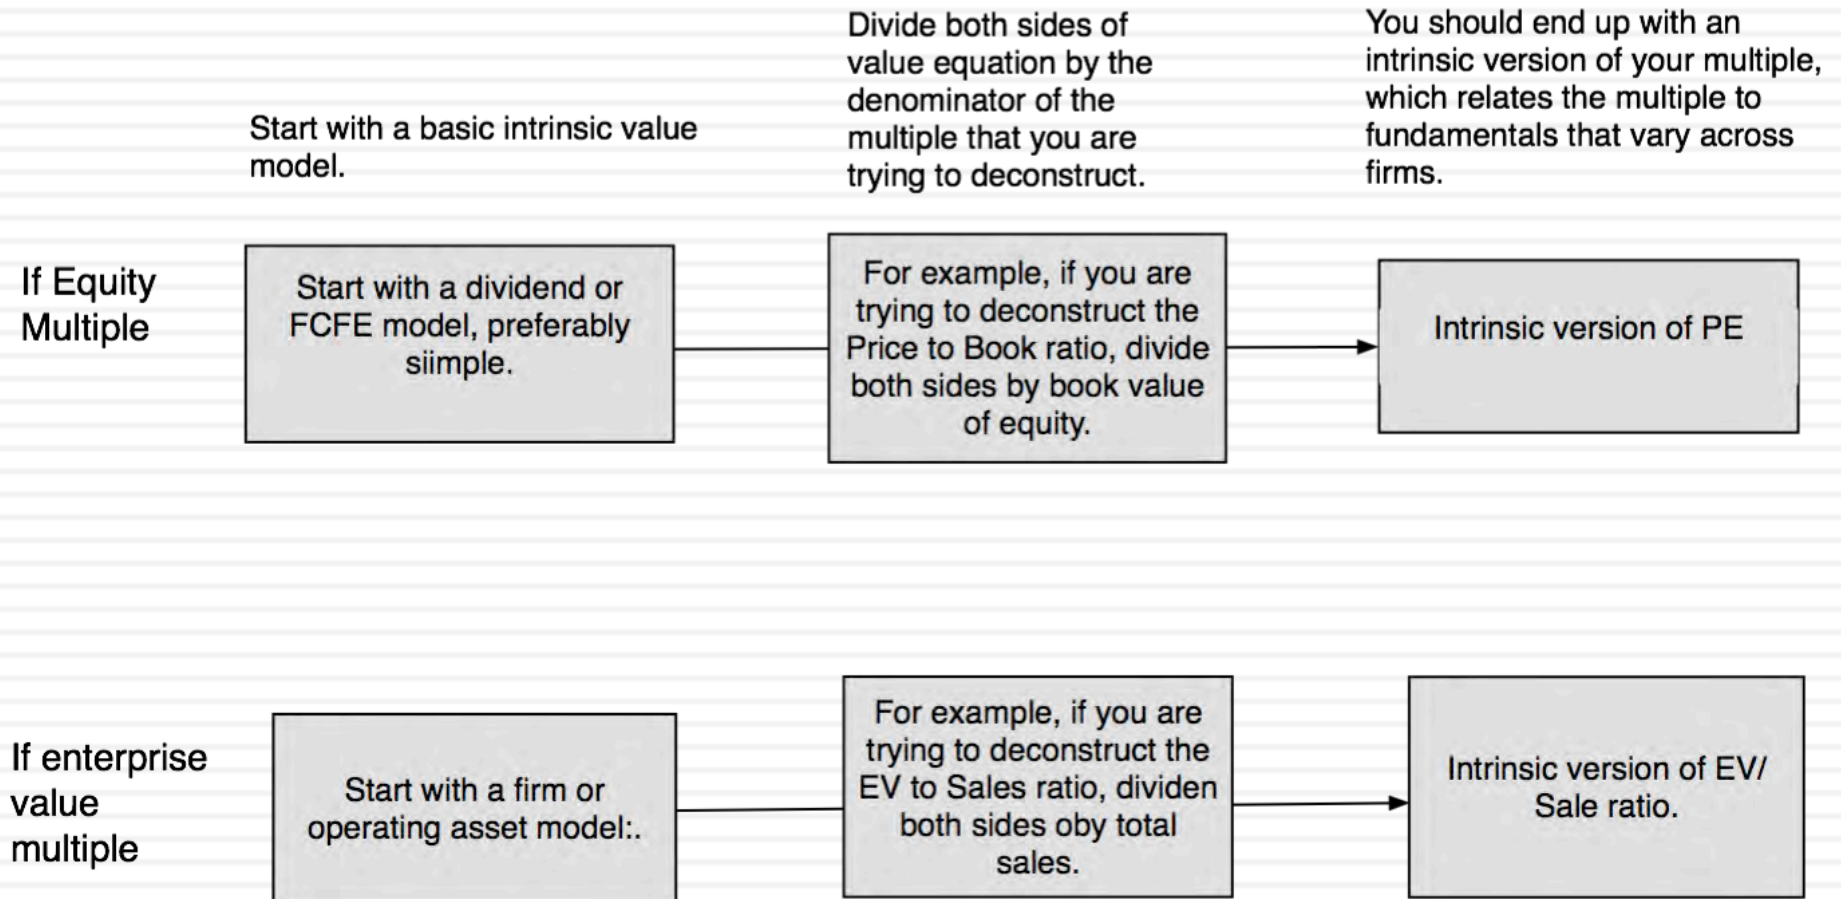 Start with a basic intrinsic value
model.
Divide both sides of
value equation by the
denominator of the
multiple that you are
trying to deconstruct.
You should end up with an
intrinsic version of your multiple,
which relates the multiple to
fundamentals that vary across
firms.
If Equity
Multiple
Start with a dividend or
FCFE model, preferably
siimple.
For example, if you are
trying to deconstruct the
Price to Book ratio, divide
both sides by book value
of equity.
Intrinsic version of PE
If enterprise
value
multiple
Start with a firm or
operating asset model:.
For example, if you are
trying to deconstruct the
EV to Sales ratio, dividen
both sides oby total
sales.
Intrinsic version of EV/
Sale ratio.